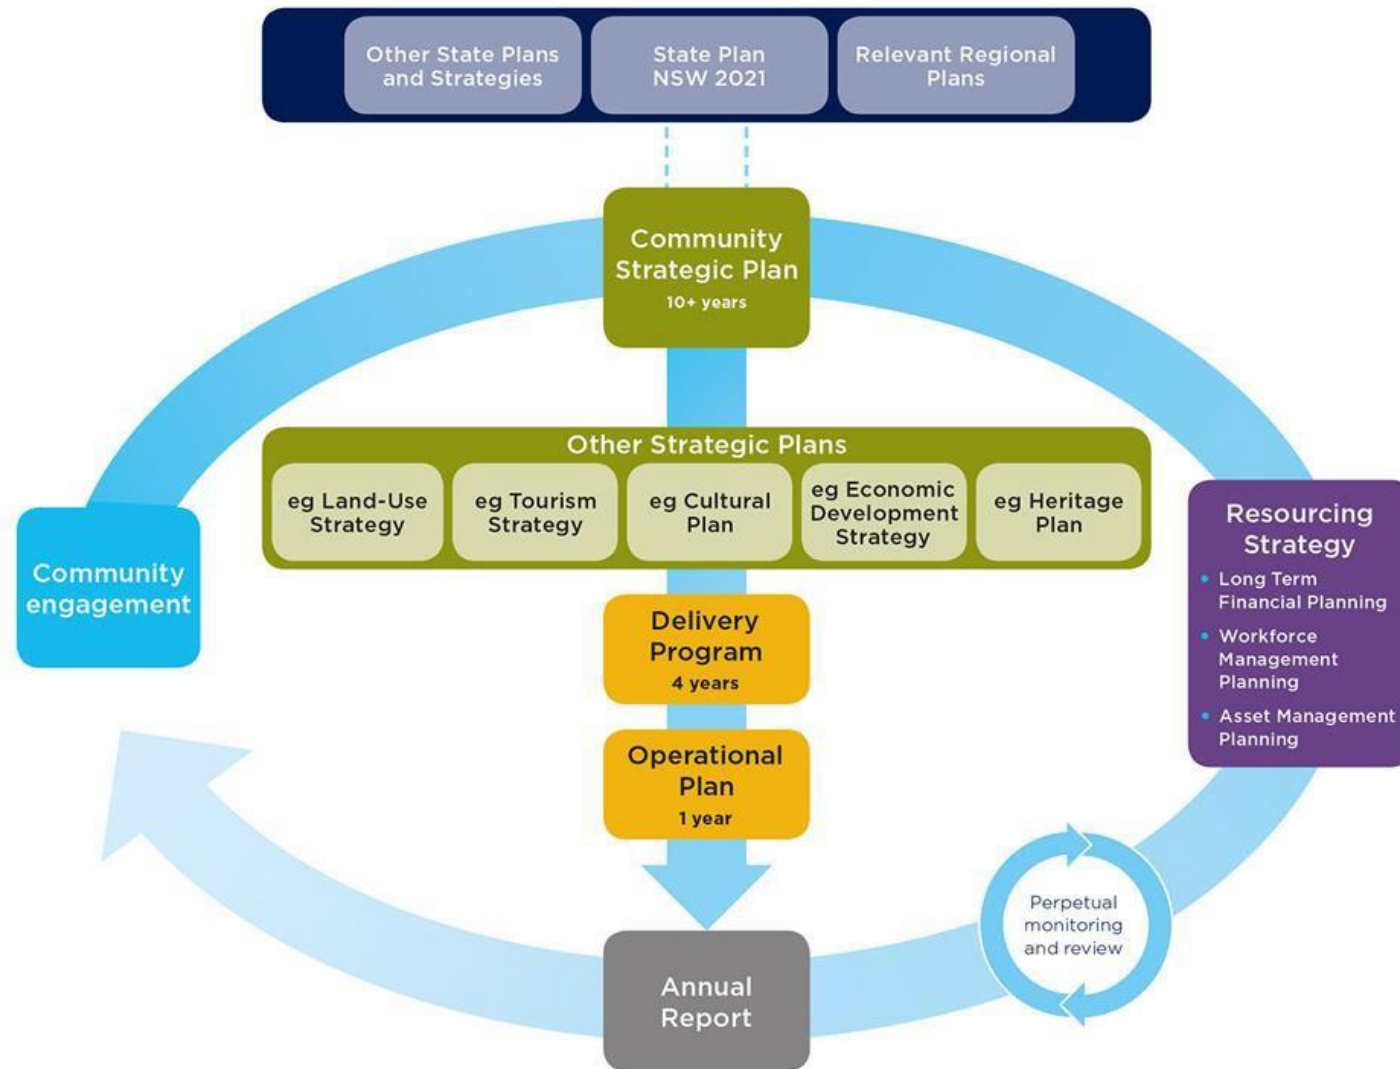 Other State Plans
and Strategies
State Plan
NSW 2021
Relevant Regional
Plans
Community
Strategic Plan
10+ years
Other Strategic Plans
eg Land-Use
Strategy
eg Tourism
Strategy
eg Cultural
Plan
eg Economic
Development
Strategy
eg Heritage
Plan
Community
engagement
Resourcing
Strategy
• Long Term
Financial Planning
• Workforce
Management
Planning
• Asset Management
Planning
Delivery
Program
4 years
Operational
Plan
1 year
Perpetual
monitoring
and review
Annual
Report